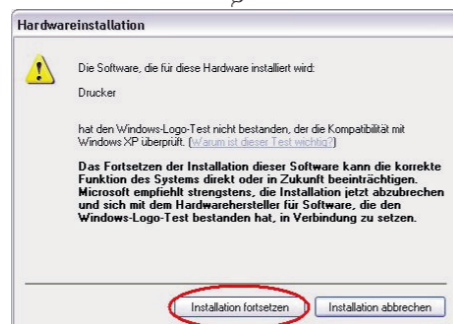 Hardwareinstallation
Die Software, die für diese Hardware installiert wird:
Drucker
hat den Windows-Logo-Test nicht bestanden, der die Kompatibilität mit
Windows XP überprüft. (Warum ist dieser Test wichtig?)
Das Fortsetzen der Installation dieser Software kann die korrekte
Funktion des Systems direkt oder in Zukunft beeinträchtigen.
Microsoft empfiehlt strengstens, die Installation jetzt abzubrechen
und sich mit dem Hardwarehersteller für Software, die den
Windows-Logo-Test bestanden hat, in Verbindung zu setzen.
Installation fortsetzen
Installation abbrechen